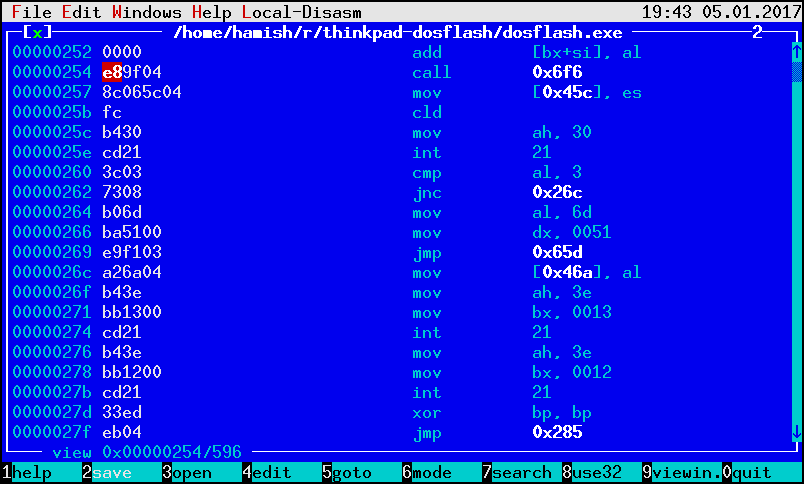 File Edit Windows Help Local-Disasm 19:43 05.01.2017
[x] /home/hamish/r/thinkpad-dosflash/dosflash.exe 2
00000252 0000 add [bx+si], al
00000254 e89f04 call 0x6f6
00000257 8c065c04 mov [0x45c], es
0000025b fc cld
0000025c b430 mov ah, 30
0000025e cd21 int 21
00000260 3c03 cmp al, 3
00000262 7308 jnc 0x26c
00000264 b06d mov al, 6d
00000266 ba5100 mov dx, 0051
00000269 e9f103 jmp 0x65d
0000026c a26a04 mov [0x46a], al
0000026f b43e mov ah, 3e
00000271 bb1300 mov bx, 0013
00000274 cd21 int 21
00000276 b43e mov ah, 3e
00000278 bb1200 mov bx, 0012
0000027b cd21 int 21
0000027d 33ed xor bp, bp
0000027f eb04 jmp 0x285
view 0x00000254/596
1help 2save 3open 4edit 5goto 6mode 7search 8use32 9viewin. 0quit